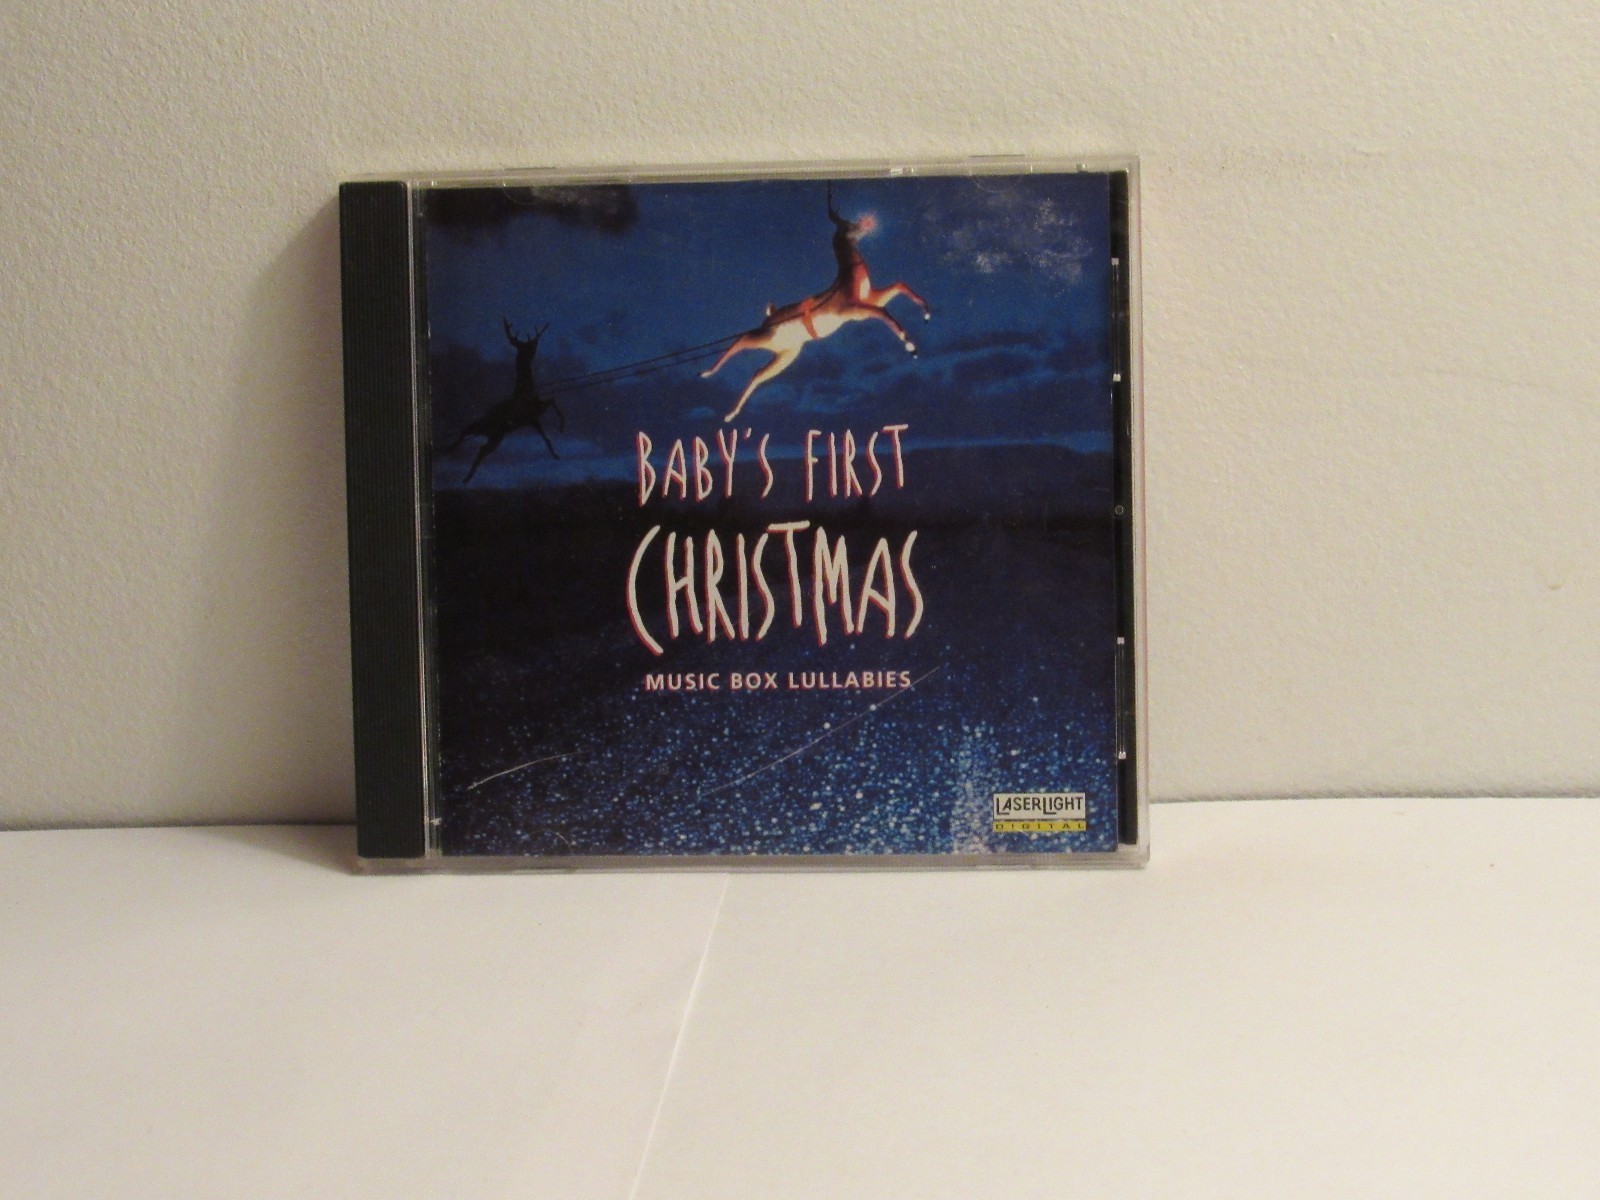 BABY'S FIRST
CHRISTMAS
MUSIC BOX LULLABIES
LASERLIGHT
DIGITAL